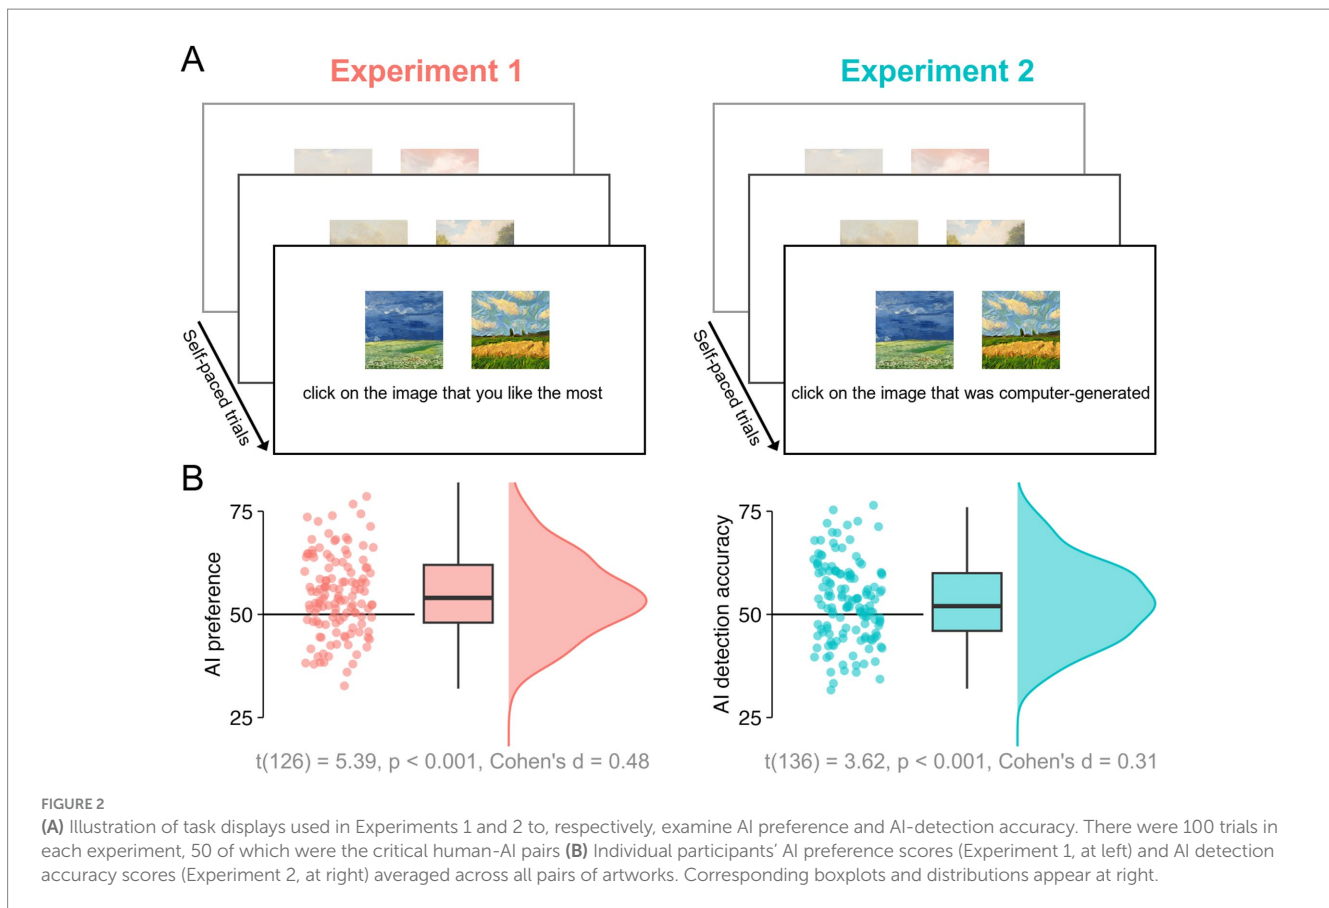 A
Experiment 1
Experiment 2
Self-paced trials
click on the image that you like the most
Self-paced trials
click on the image that was computer-generated
B
AI preference
75
50
25
t(126) = 5.39, p < 0.001, Cohen's d = 0.48
AI detection accuracy
75
50
25
t(136) = 3.62, p < 0.001, Cohen's d = 0.31
FIGURE 2
(A) Illustration of task displays used in Experiments 1 and 2 to, respectively, examine AI preference and AI-detection accuracy. There were 100 trials in
each experiment, 50 of which were the critical human-AI pairs (B) Individual participants’ AI preference scores (Experiment 1, at left) and AI detection
accuracy scores (Experiment 2, at right) averaged across all pairs of artworks. Corresponding boxplots and distributions appear at right.